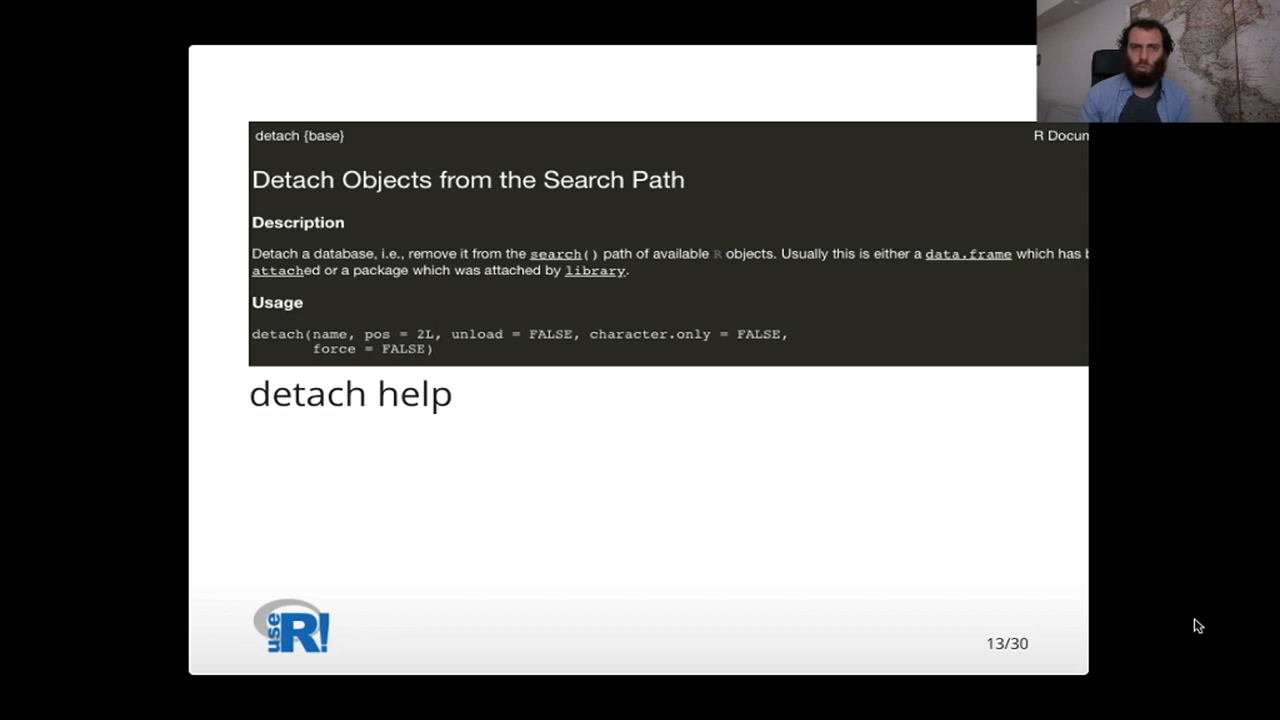 detach {base}
R Docum
Detach Objects from the Search Path
Description
Detach a database, i.e., remove it from the search() path of available R objects. Usually this is either a data.frame which has b
attached or a package which was attached by library.
Usage
detach(name, pos = 2L, unload = FALSE, character.only = FALSE,
force = FALSE)
detach help
use R!
13/30